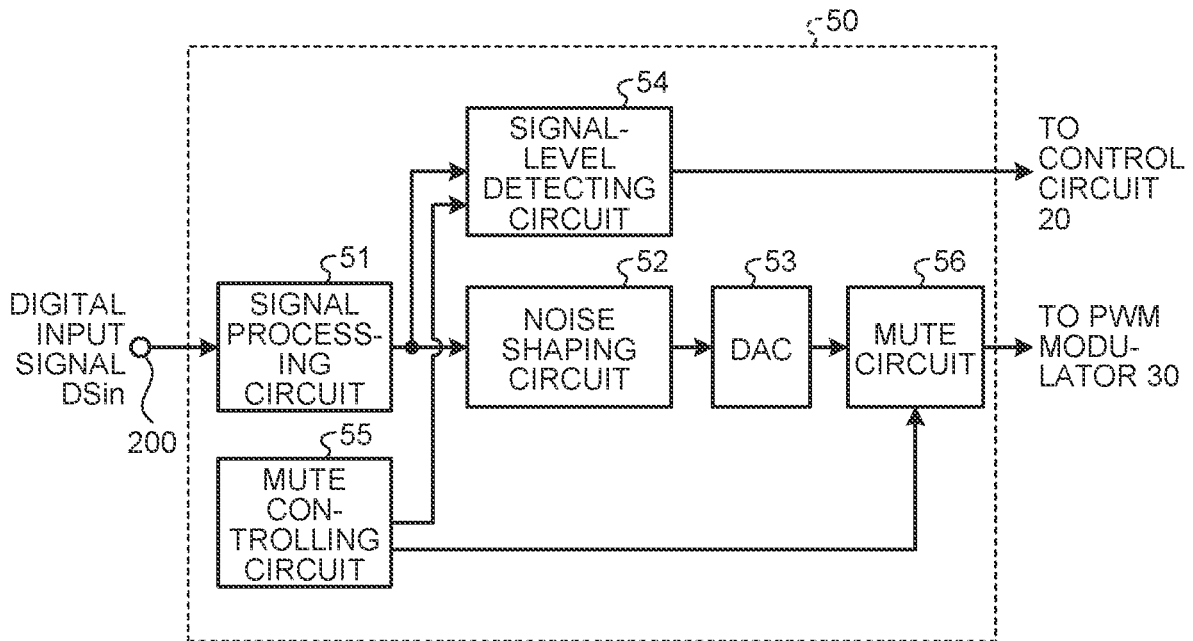 50
54
SIGNAL-
LEVEL
DETECTING
CIRCUIT
TO
CONTROL
CIRCUIT
20
51
SIGNAL
PROCESS-
ING
CIRCUIT
52
NOISE
SHAPING
CIRCUIT
53
DAC
56
MUTE
CIRCUIT
DIGITAL
INPUT
SIGNAL
DSin
200
TO PWM
MODU-
LATOR 30
55
MUTE
CON-
TROLLING
CIRCUIT